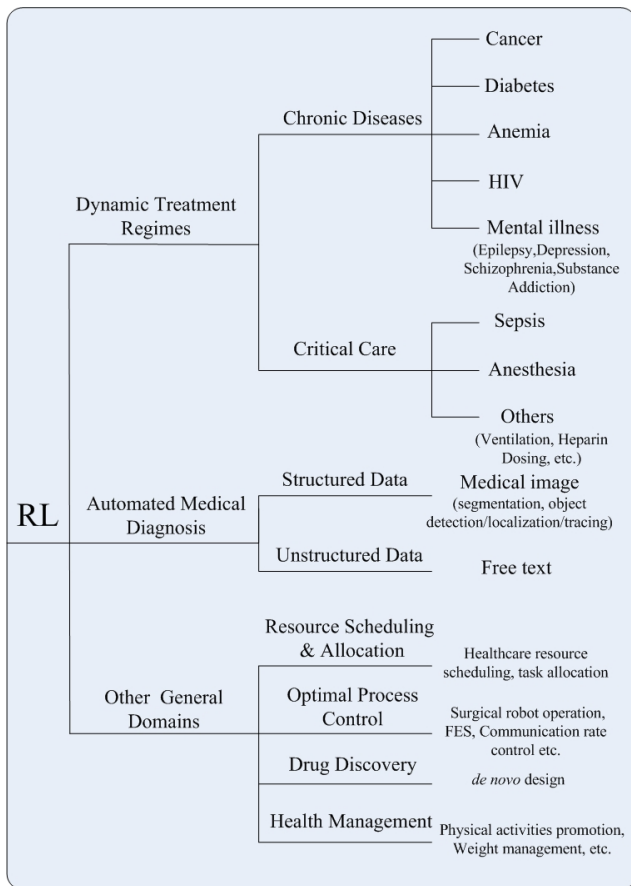 RL
Dynamic Treatment
Regimes
Chronic Diseases
Cancer
Diabetes
Anemia
HIV
Mental illness
(Epilepsy,Depression,
Schizophrenia,Substance
Addiction)
Critical Care
Sepsis
Anesthesia
Others
(Ventilation, Heparin
Dosing, etc.)
Automated Medical
Diagnosis
Structured Data
Medical image
(segmentation, object
detection/localization/tracing)
Unstructured Data
Free text
Other General
Domains
Resource Scheduling
& Allocation
Healthcare resource
scheduling, task allocation
Optimal Process
Control
Surgical robot operation,
FES, Communication rate
control etc.
Drug Discovery
de novo design
Health Management
Physical activities promotion,
Weight management, etc.